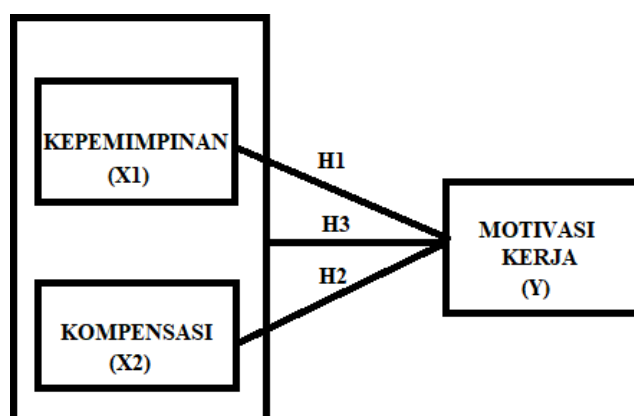 KEPEMIMPINAN
(X1)
H1
H3
H2
MOTIVASI
KERJA
(Y)
KOMPENSASI
(X2)